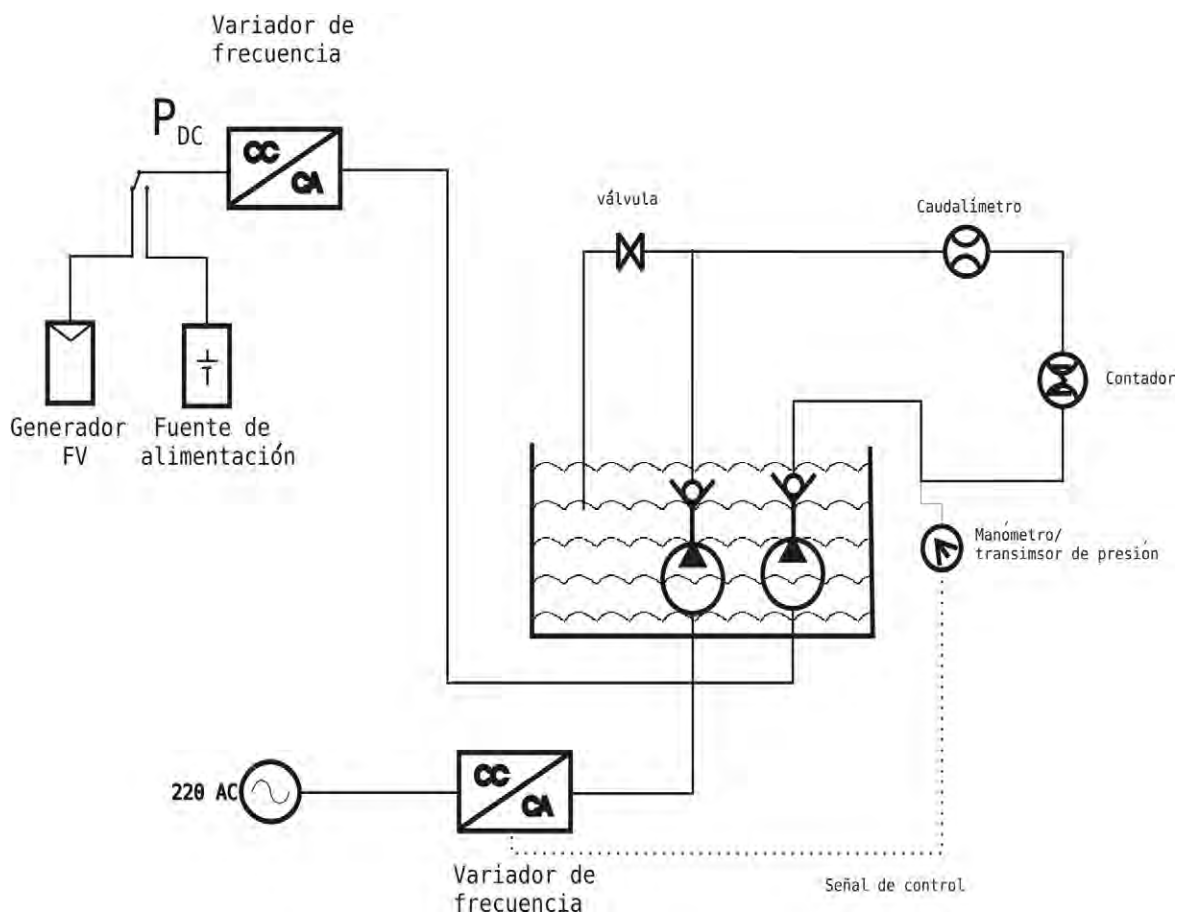 Variador de
frecuencia
P DC
CC
CA
válvula
Caudalímetro
Contador
Generador
FV
Fuente de
alimentación
Manómetro/
transimsor de presión
220 AC
CC
CA
Variador de
frecuencia
Señal de control